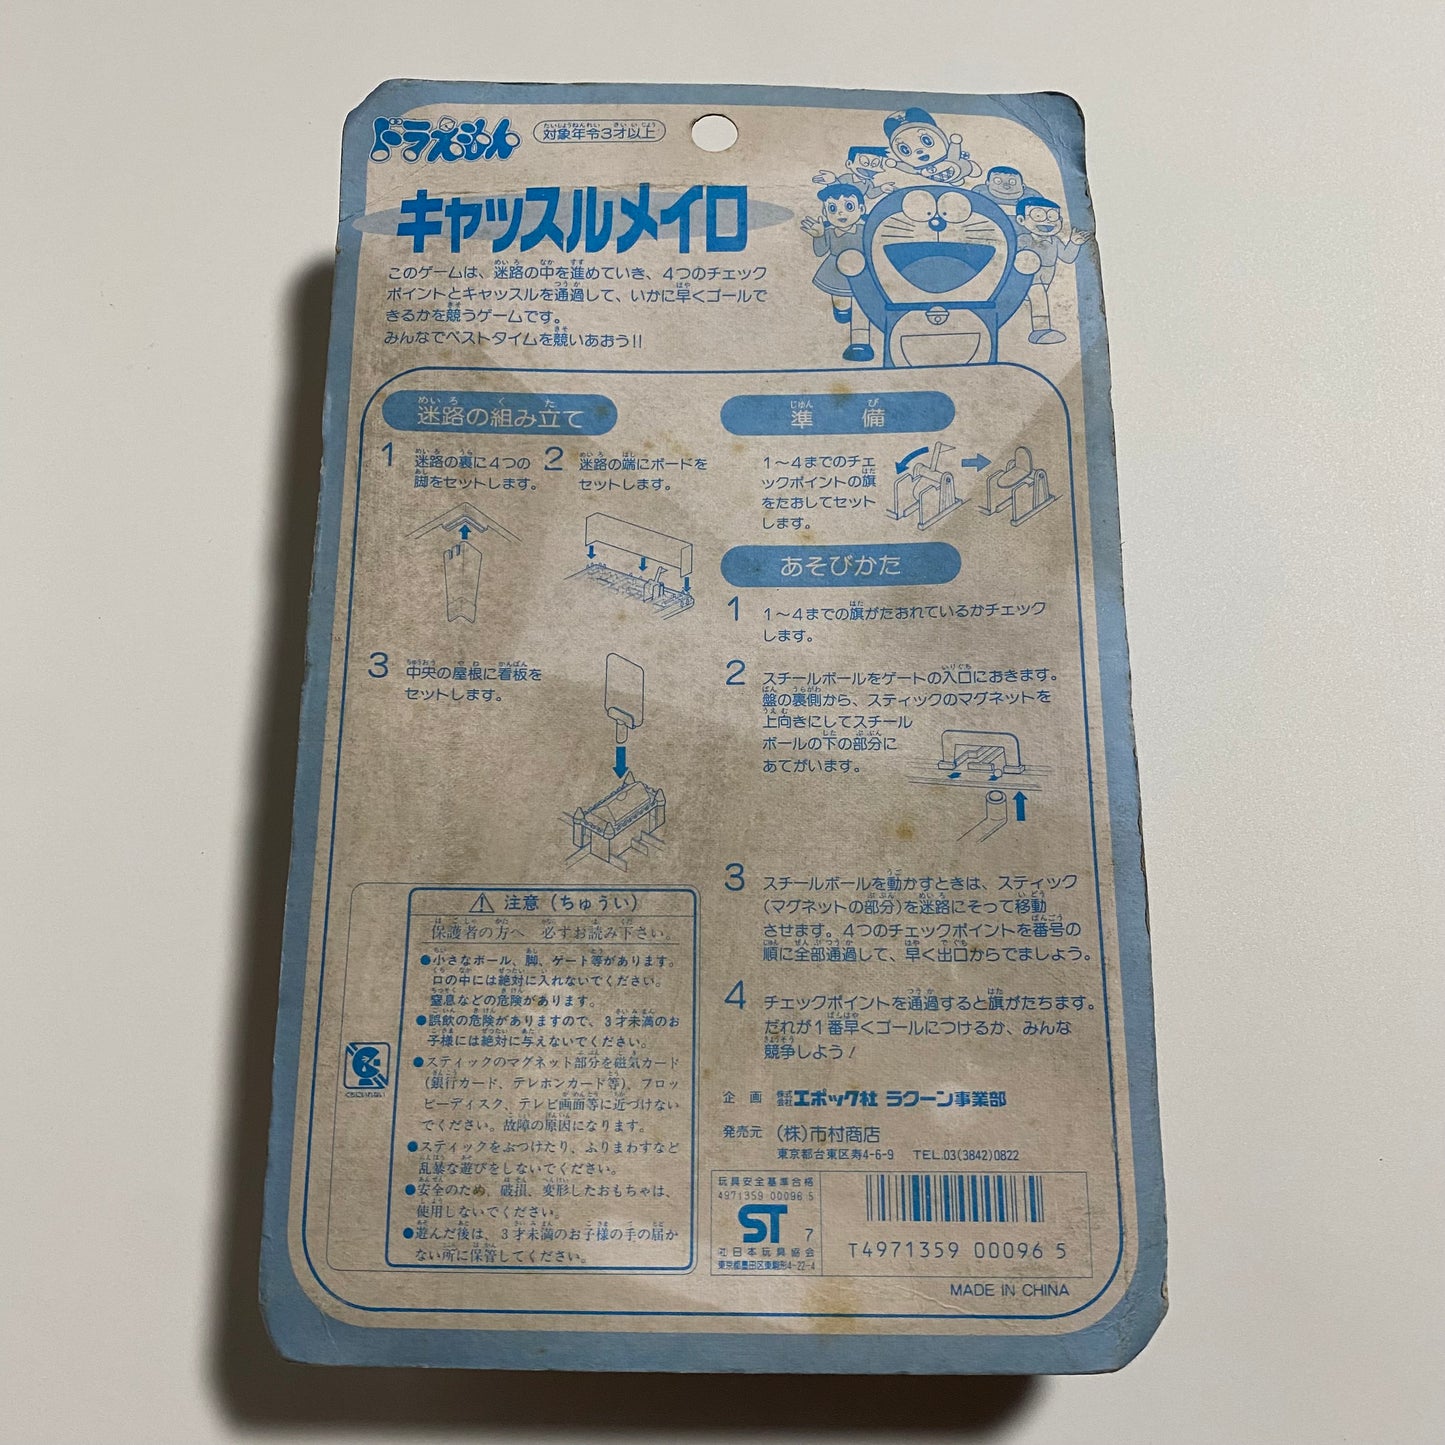 ドラえもん
対象年令3才以上
キャッスルメイロ
このゲームは、迷路の中を進めていき、4つのチェック
ポイントとキャッスルを通過して、いかに早くゴールで
きるかを競うゲームです。
みんなでベストタイムを競いあおう!!
迷路の組み立て
1 迷路の裏に4つの
脚をセットします。
2 迷路の端にボードを
セットします。
3 中央の屋根に看板を
セットします。
準備
1〜4までのチェ
ックポイントの旗
をたおしてセット
します。
あそびかた
1 1〜4までの旗がたおれているかチェック
します。
2 スチールボールをゲートの入口におきます。
盤の裏側から、スティックのマグネットを
上向きにしてスチール
ボールの下の部分に
あてがいます。
3 スチールボールを動かすときは、スティック
(マグネットの部分)を迷路にそって移動
させます。4つのチェックポイントを番号の
順に全部通過して、早く出口からでましょう。
4 チェックポイントを通過すると旗がたちます。
だれが1番早くゴールにつけるか、みんな
競争しよう!
⚠ 注意(ちゅうい)
保護者の方へ 必ずお読み下さい。
●小さなボール、脚、ゲート等があります。
口の中には絶対に入れないでください。
窒息などの危険があります。
●誤飲の危険がありますので、3才未満のお
子様には絶対に与えないでください。
●スティックのマグネット部分を磁気カード
(銀行カード、テレホンカード等)、フロッ
ピーディスク、テレビ画面等に近づけない
でください。故障の原因になります。
●スティックをぶつけたり、ふりまわすなど
乱暴な遊びをしないでください。
●安全のため、破損、変形したおもちゃは、
使用しないでください。
●遊んだ後は、3才未満のお子様の手の届か
ない所に保管してください。
くちにいれない
企画 株式会社エポック社 ラクーン事業部
発売元 (株)市村商店
東京都台東区寿4-6-9 TEL.03(3842)0822
玩具安全基準合格
4971359 00096 5
ST 7
㈳日本玩具協会
東京都墨田区東駒形4-22-4
T4971359 00096 5
MADE IN CHINA